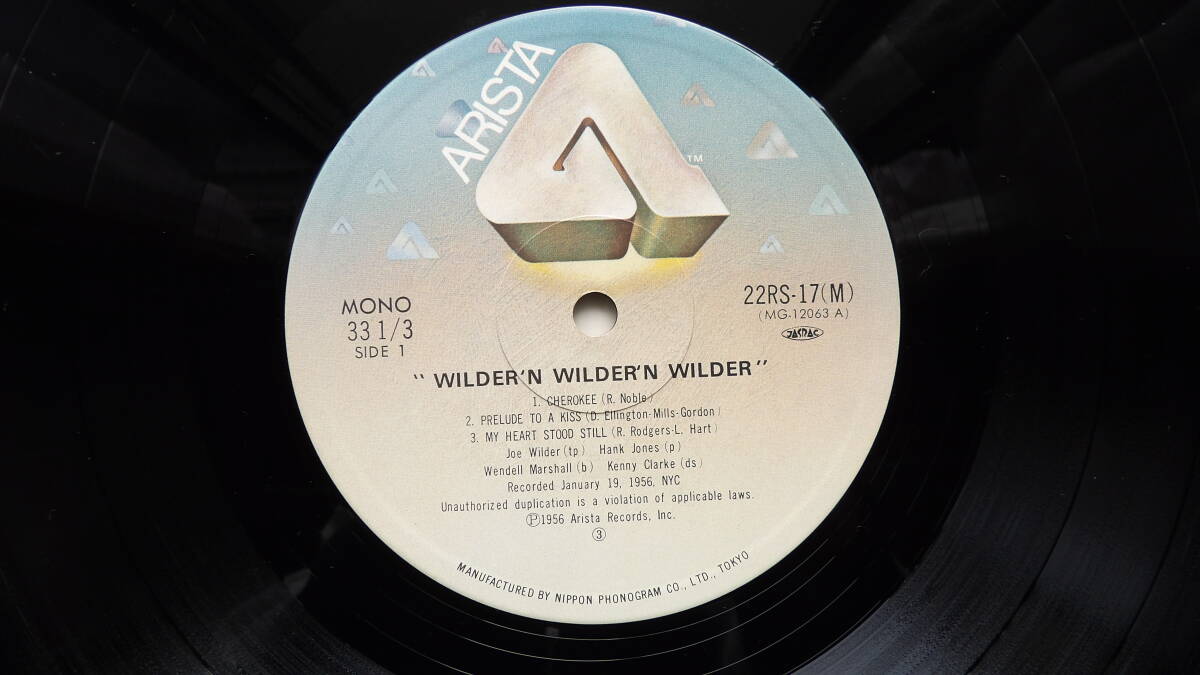 ARISTA
TM
MONO
33 1/3
SIDE 1
22RS-17(M)
(MG-12063 A)
JASRAC
"WILDER'N WILDER'N WILDER"
1. CHEROKEE (R. Noble)
2. PRELUDE TO A KISS (D. Ellington-Mills-Gordon)
3. MY HEART STOOD STILL (R. Rodgers-L. Hart)
Joe Wilder (tp) Hank Jones (p)
Wendell Marshall (b) Kenny Clarke (ds)
Recorded January 19, 1956, NYC
Unauthorized duplication is a violation of applicable laws.
Ⓟ1956 Arista Records, Inc.
③
MANUFACTURED BY NIPPON PHONOGRAM CO., LTD., TOKYO